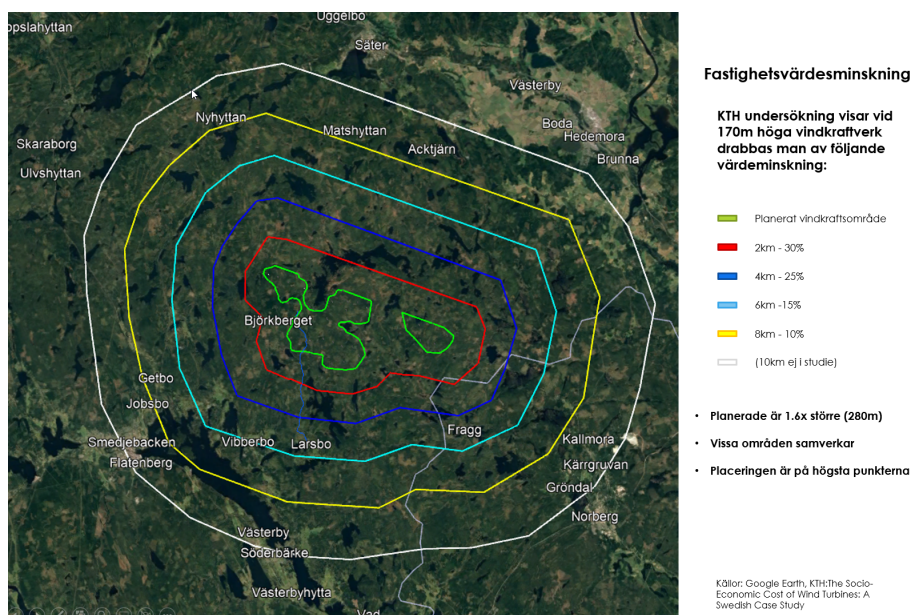 Uggelbo
opslahyttan
Säter
Västerby
Nyhyttan
Matshyttan
Boda
Hedemora
Skaraborg
Acktjärn
Brunna
Ulvshyttan
Björkberget
Getbo
Jobsbo
Smedjebacken
Vibberbo
Larsbo
Fragg
Kallmora
Flatenberg
Kärrgruvan
Gröndal
Norberg
Västerby
Söderbärke
Västerbyhytta
Vad
Fastighetsvärdesminskning
KTH undersökning visar vid
170m höga vindkraftverk
drabbas man av följande
värdeminskning:
Planerat vindkraftsområde
2km - 30%
4km - 25%
6km -15%
8km - 10%
(10km ej i studie)
• Planerade är 1.6x större (280m)
• Vissa områden samverkar
• Placeringen är på högsta punkterna
Källor: Google Earth, KTH:The Socio-
Economic Cost of Wind Turbines: A
Swedish Case Study